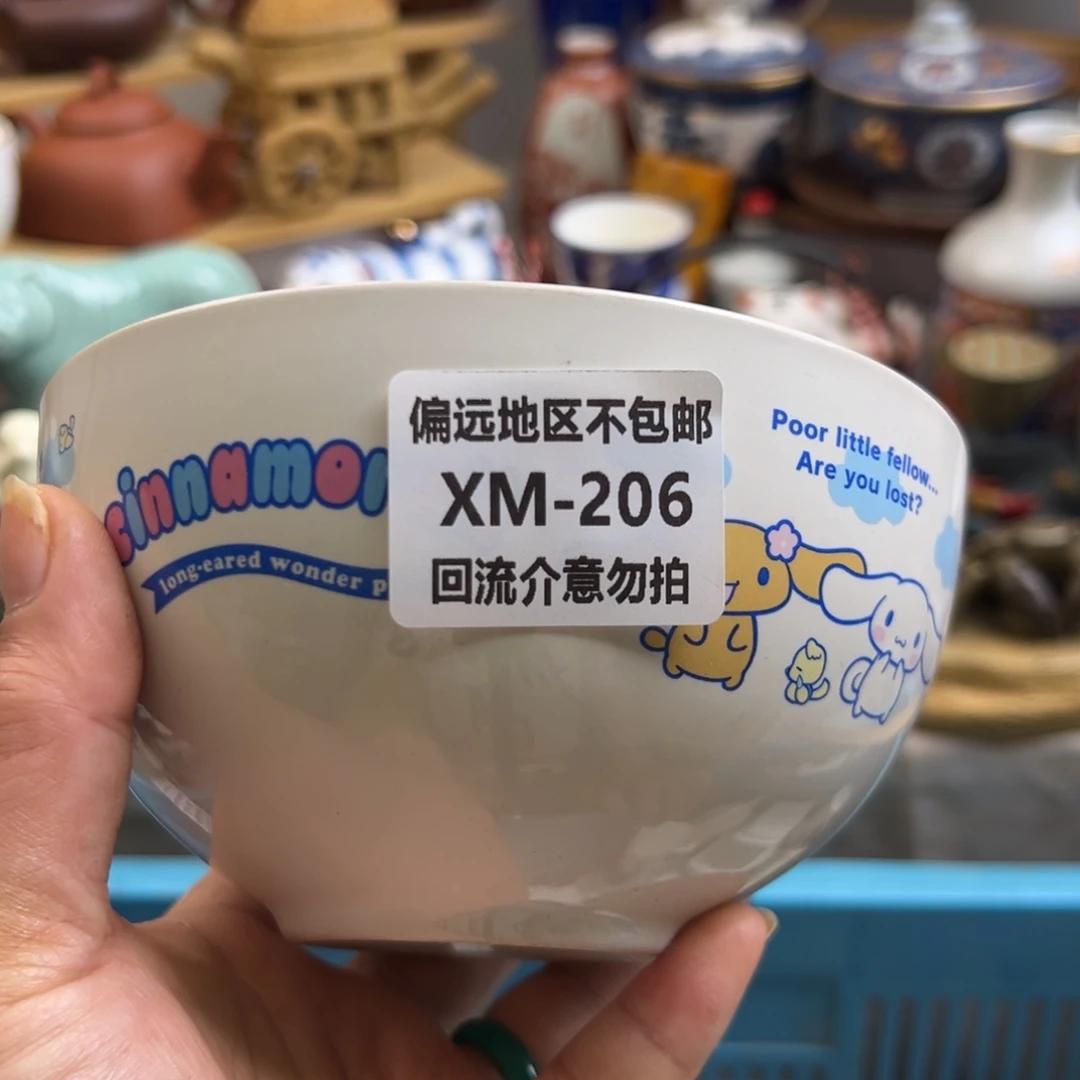 cinnamor
long-eared wonder p
偏远地区不包邮
XM-206
回流介意勿拍
Poor little fellow...
Are you lost?